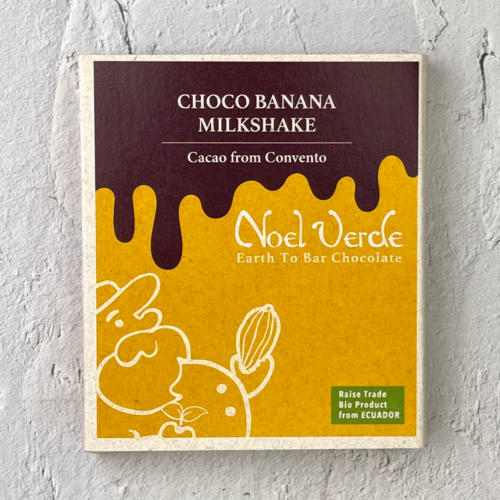 CHOCO BANANA
MILKSHAKE
Cacao from Convento
Noel Verde
Earth To Bar Chocolate
Raise Trade
Bio Product
from ECUADOR